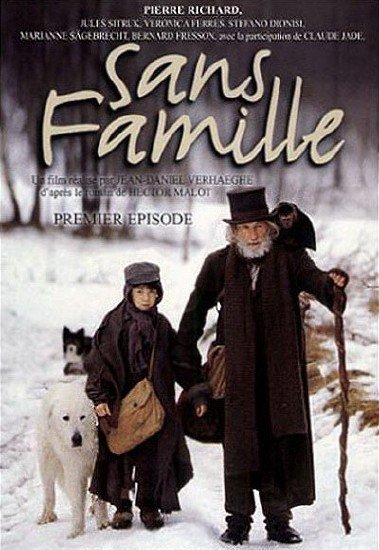 PIERRE RICHARD,
JULES SITRUK, VERONICA FERRES, STEFANO DIONISI,
MARIANNE SÄGEBRECHT, BERNARD FRESSON, avec la participation de CLAUDE JADE,
Sans
Famille
Un film réalisé par JEAN-DANIEL VERHAEGHE
d'après le roman de HECTOR MALOT
PREMIER EPISODE